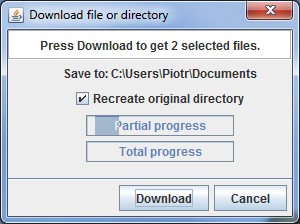 Download file or directory
Press Download to get 2 selected files.
Save to: C:\Users\Piotr\Documents
Recreate original directory
Partial progress
Total progress
Download Cancel